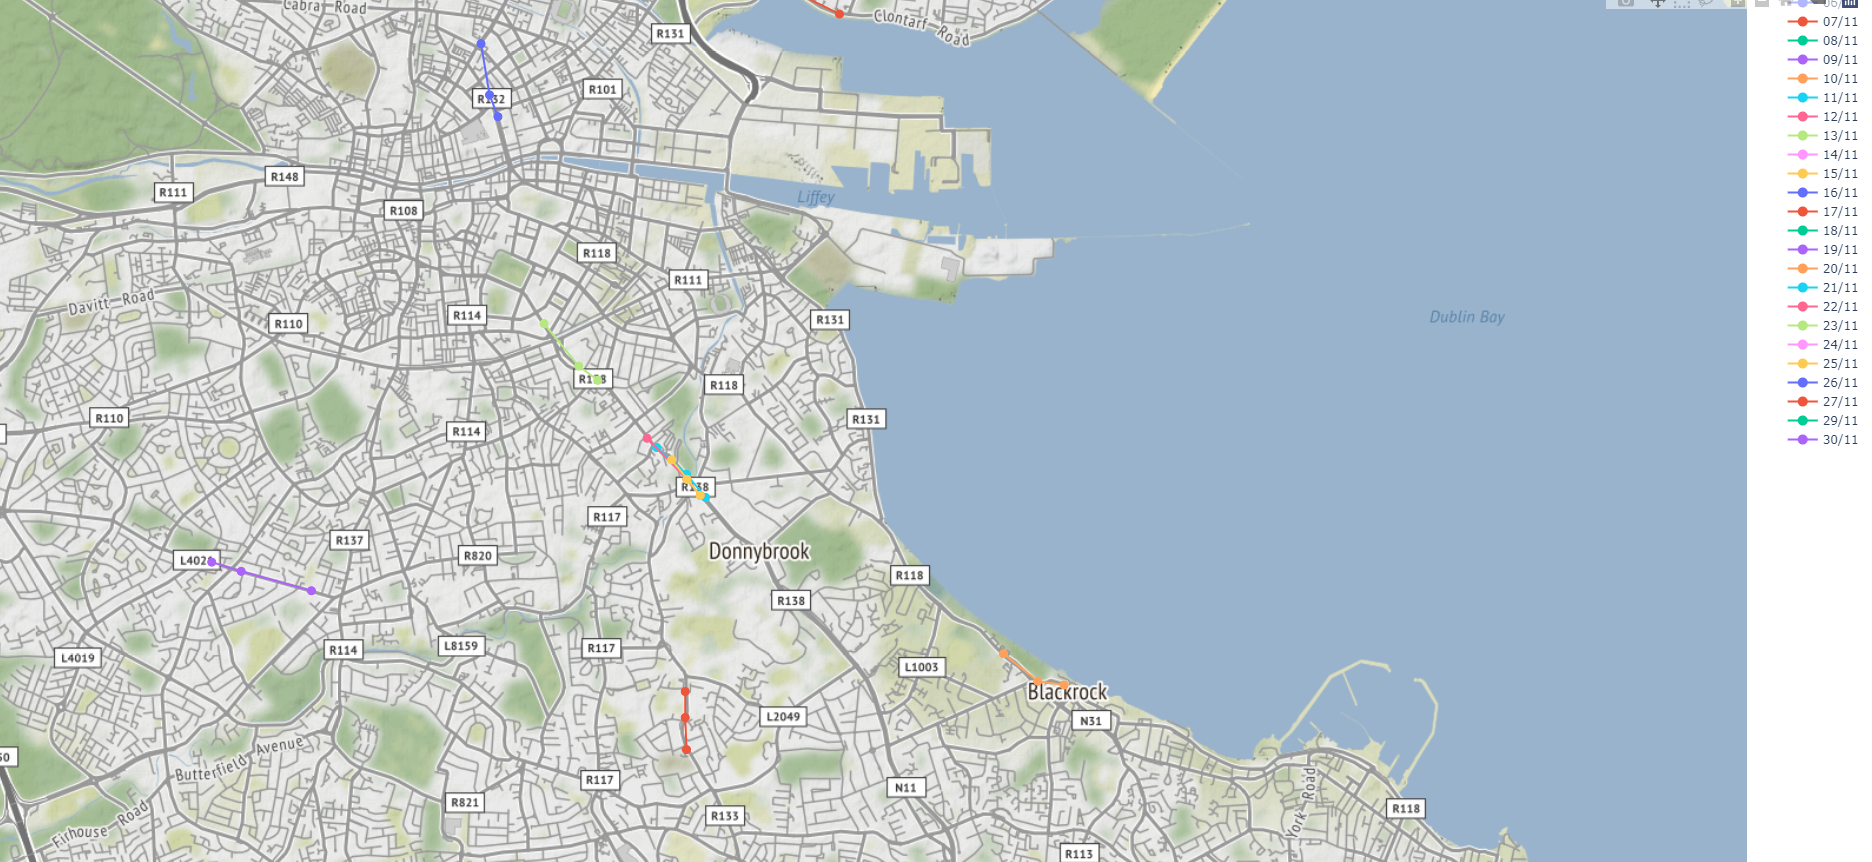 Cabra Road
R131
Clontarf Road
R132
R101
R148
R111
Liffey
R108
R118
R111
Davitt Road
R110
R114
R131
Dublin Bay
R118
R118
R110
R114
R131
R138
R117
Donnybrook
R137
R820
L402
R118
R138
R114
L8159
R117
L4019
L1003
Blackrock
L2049
N31
Butterfield Avenue
50
R117
N11
R821
York Road
R118
R133
Firhouse Road
R113
06/
07/11
08/11
09/11
10/11
11/11
12/11
13/11
14/11
15/11
16/11
17/11
18/11
19/11
20/11
21/11
22/11
23/11
24/11
25/11
26/11
27/11
29/11
30/11